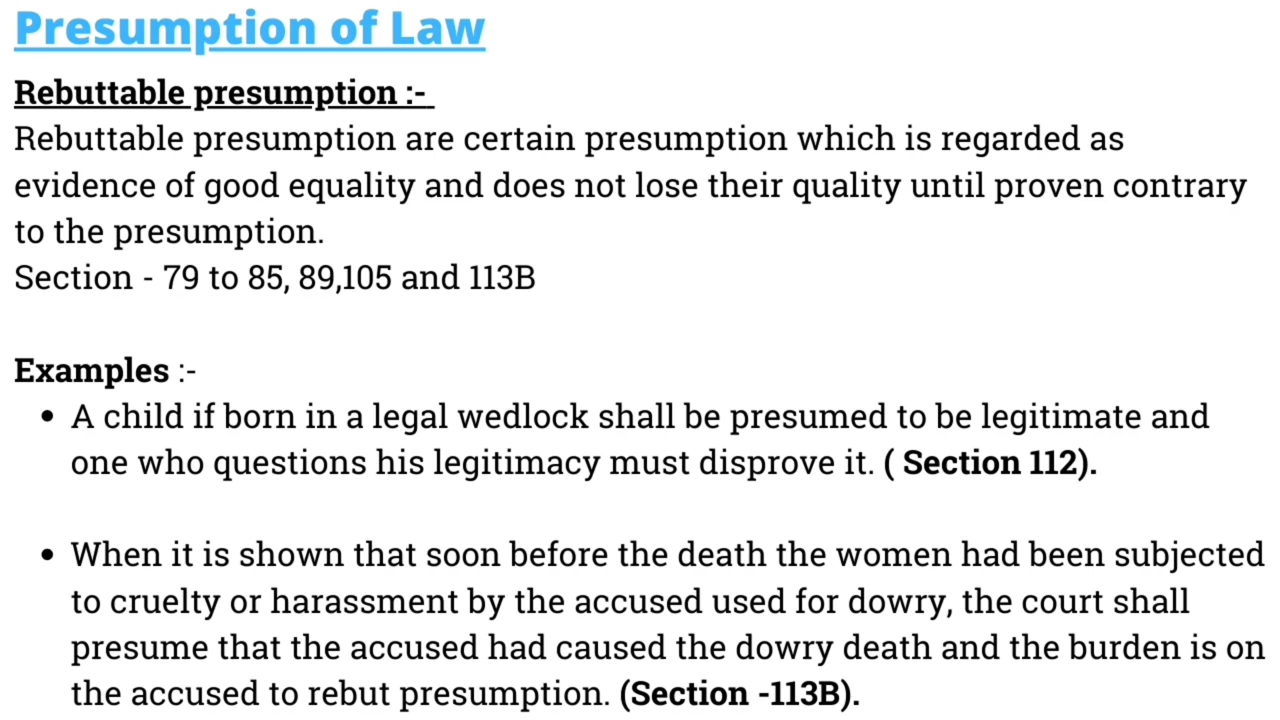 Presumption of Law
Rebuttable presumption :-
Rebuttable presumption are certain presumption which is regarded as
evidence of good equality and does not lose their quality until proven contrary
to the presumption.
Section - 79 to 85, 89,105 and 113B
Examples :-
• A child if born in a legal wedlock shall be presumed to be legitimate and
one who questions his legitimacy must disprove it. ( Section 112).
• When it is shown that soon before the death the women had been subjected
to cruelty or harassment by the accused used for dowry, the court shall
presume that the accused had caused the dowry death and the burden is on
the accused to rebut presumption. (Section -113B).